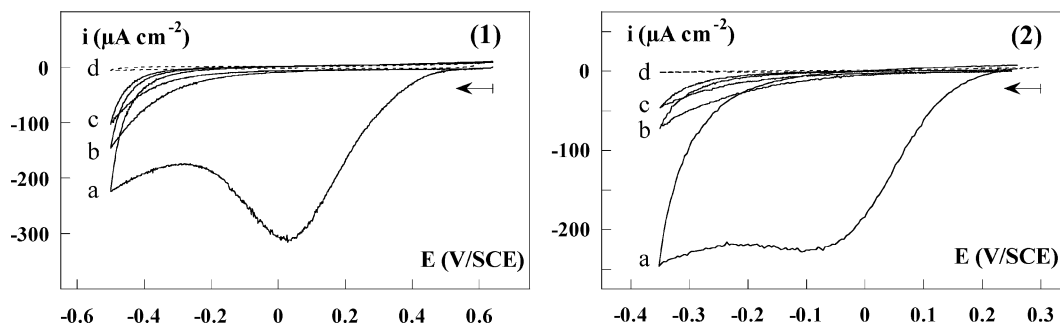 i (µA cm⁻²)
(1)
0
-100
-200
-300
d
c
b
a
E (V/SCE)
-0.6 -0.4 -0.2 0 0.2 0.4 0.6
i (µA cm⁻²)
(2)
0
-100
-200
d
c
b
a
E (V/SCE)
-0.4 -0.3 -0.2 -0.1 0 0.1 0.2 0.3